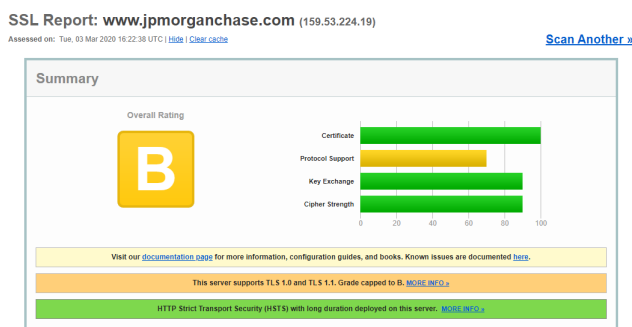 SSL Report: www.jpmorganchase.com (159.53.224.19)
Assessed on: Tue, 03 Mar 2020 16:22:38 UTC | Hide | Clear cache
Scan Another »
Summary
Overall Rating
B
Certificate
Protocol Support
Key Exchange
Cipher Strength
0 20 40 60 80 100
Visit our documentation page for more information, configuration guides, and books. Known issues are documented here.
This server supports TLS 1.0 and TLS 1.1. Grade capped to B. MORE INFO »
HTTP Strict Transport Security (HSTS) with long duration deployed on this server. MORE INFO »